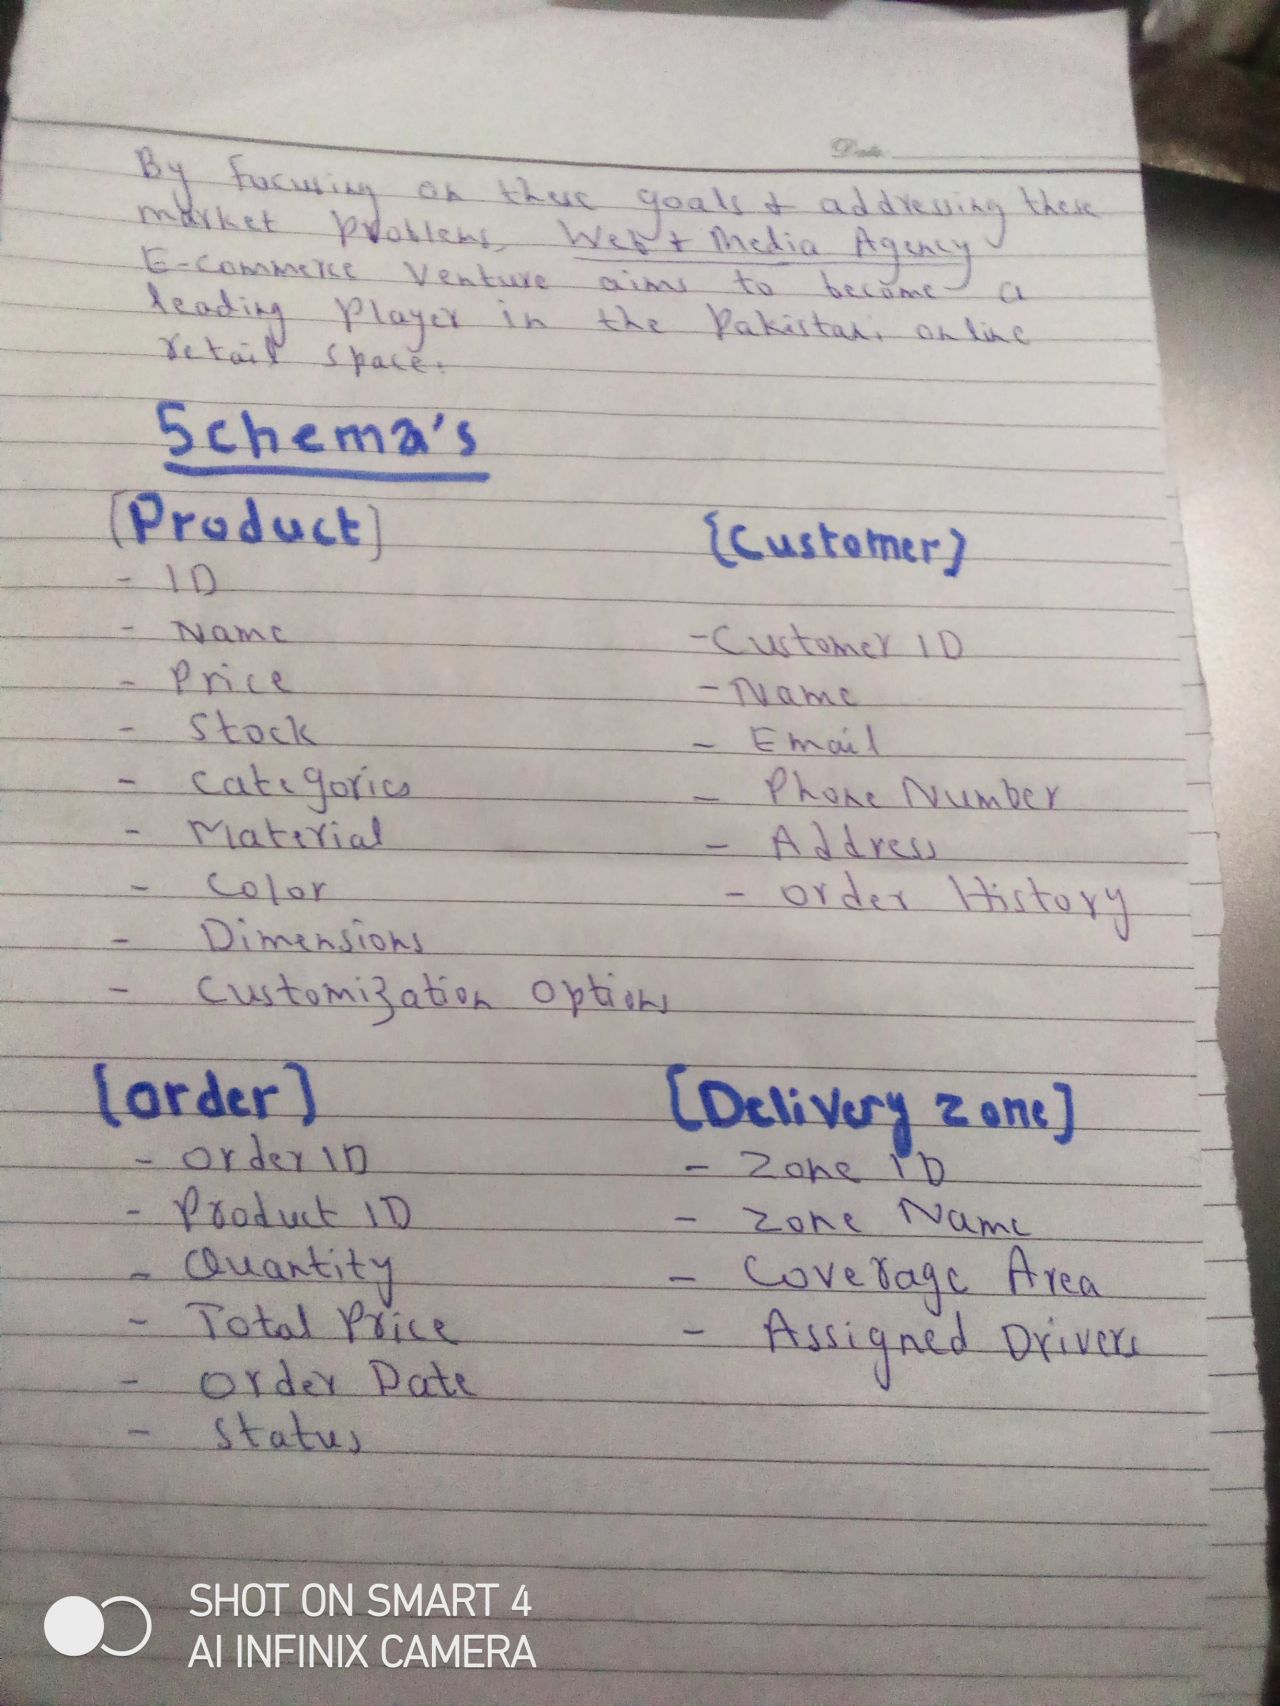 Date
By focusing on these goals & addressing these
market problems, Web + Media Agency
E-commerce Venture aims to become a
leading player in the Pakistani online
retail space.
Schema's
[Product]
- ID
- Name
- Price
- Stock
- Categories
- Material
- Color
- Dimensions
- Customization Options
{Customer}
- Customer ID
- Name
- Email
- Phone Number
- Address
- Order History
[Order]
- Order ID
- Product ID
- Quantity
- Total Price
- Order Date
- Status
[Delivery Zone]
- Zone ID
- Zone Name
- Coverage Area
- Assigned Drivers
SHOT ON SMART 4
AI INFINIX CAMERA